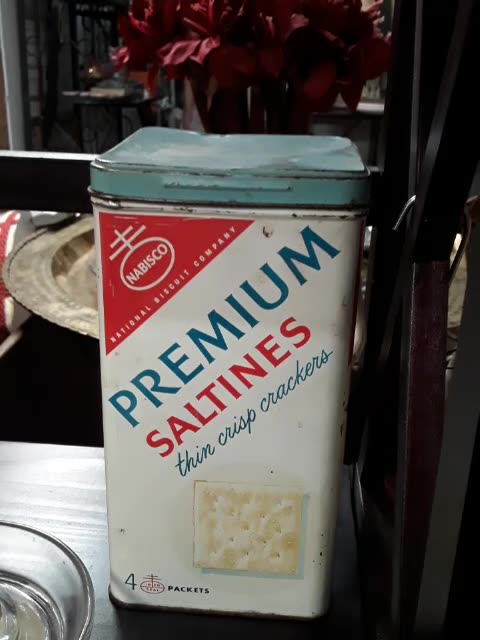 NABISCO
NATIONAL BISCUIT COMPANY
PREMIUM
SALTINES
thin crisp crackers
4 PACKETS